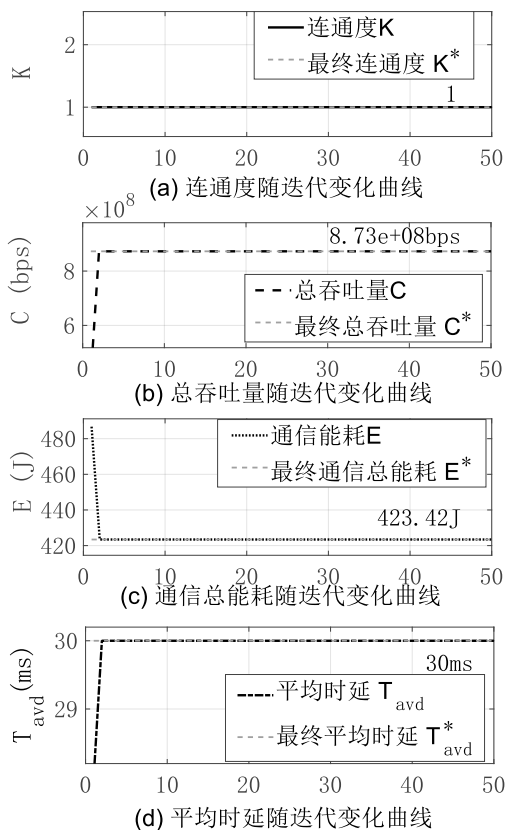 2
K
1
连通度K
最终连通度 K*
1
0 10 20 30 40 50
(a) 连通度随迭代变化曲线
×10⁸
8.73e+08bps
C (bps)
8
6
总吞吐量C
最终总吞吐量 C*
0 10 20 30 40 50
(b) 总吞吐量随迭代变化曲线
480
460
440
420
E (J)
通信能耗E
最终通信总能耗 E*
423.42J
0 10 20 30 40 50
(c) 通信总能耗随迭代变化曲线
30
29
T_avd(ms)
30ms
平均时延 T_avd
最终平均时延 T*_avd
0 10 20 30 40 50
(d) 平均时延随迭代变化曲线